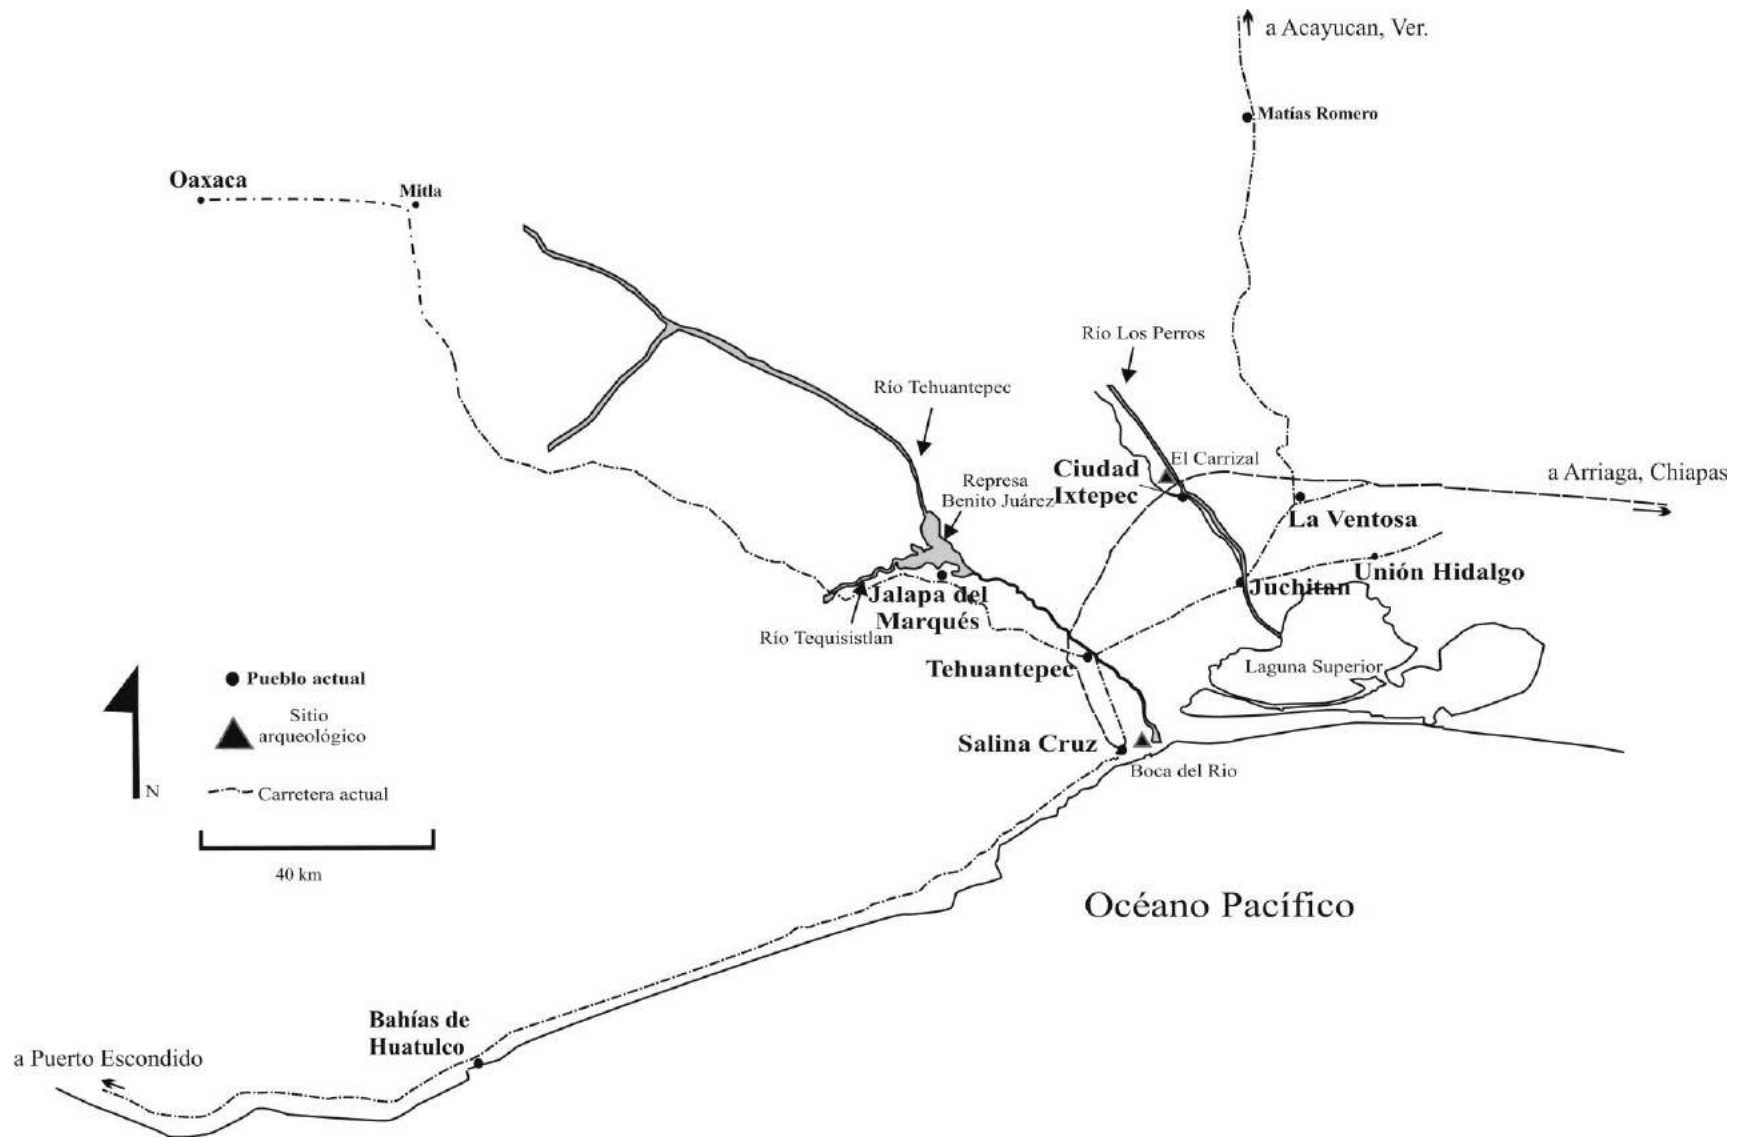 a Acayucan, Ver.
Matías Romero
Oaxaca
Mitla
Río Los Perros
Río Tehuantepec
El Carrizal
Ciudad
Ixtepec
a Arriaga, Chiapas
Represa
Benito Juárez
La Ventosa
Unión Hidalgo
Juchitan
Jalapa del
Marqués
Río Tequisistlan
Tehuantepec
Laguna Superior
Pueblo actual
Sitio
arqueológico
Salina Cruz
Boca del Rio
N
Carretera actual
40 km
Océano Pacífico
Bahías de
Huatulco
a Puerto Escondido